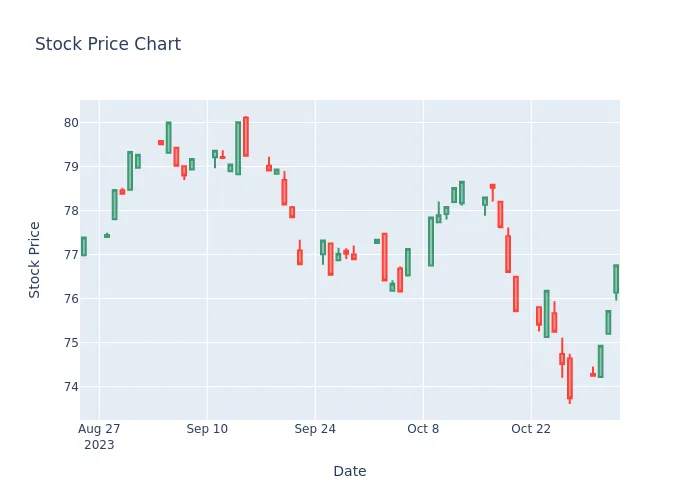 Stock Price Chart
Stock Price
80
79
78
77
76
75
74
Aug 27
2023
Sep 10
Sep 24
Oct 8
Oct 22
Date